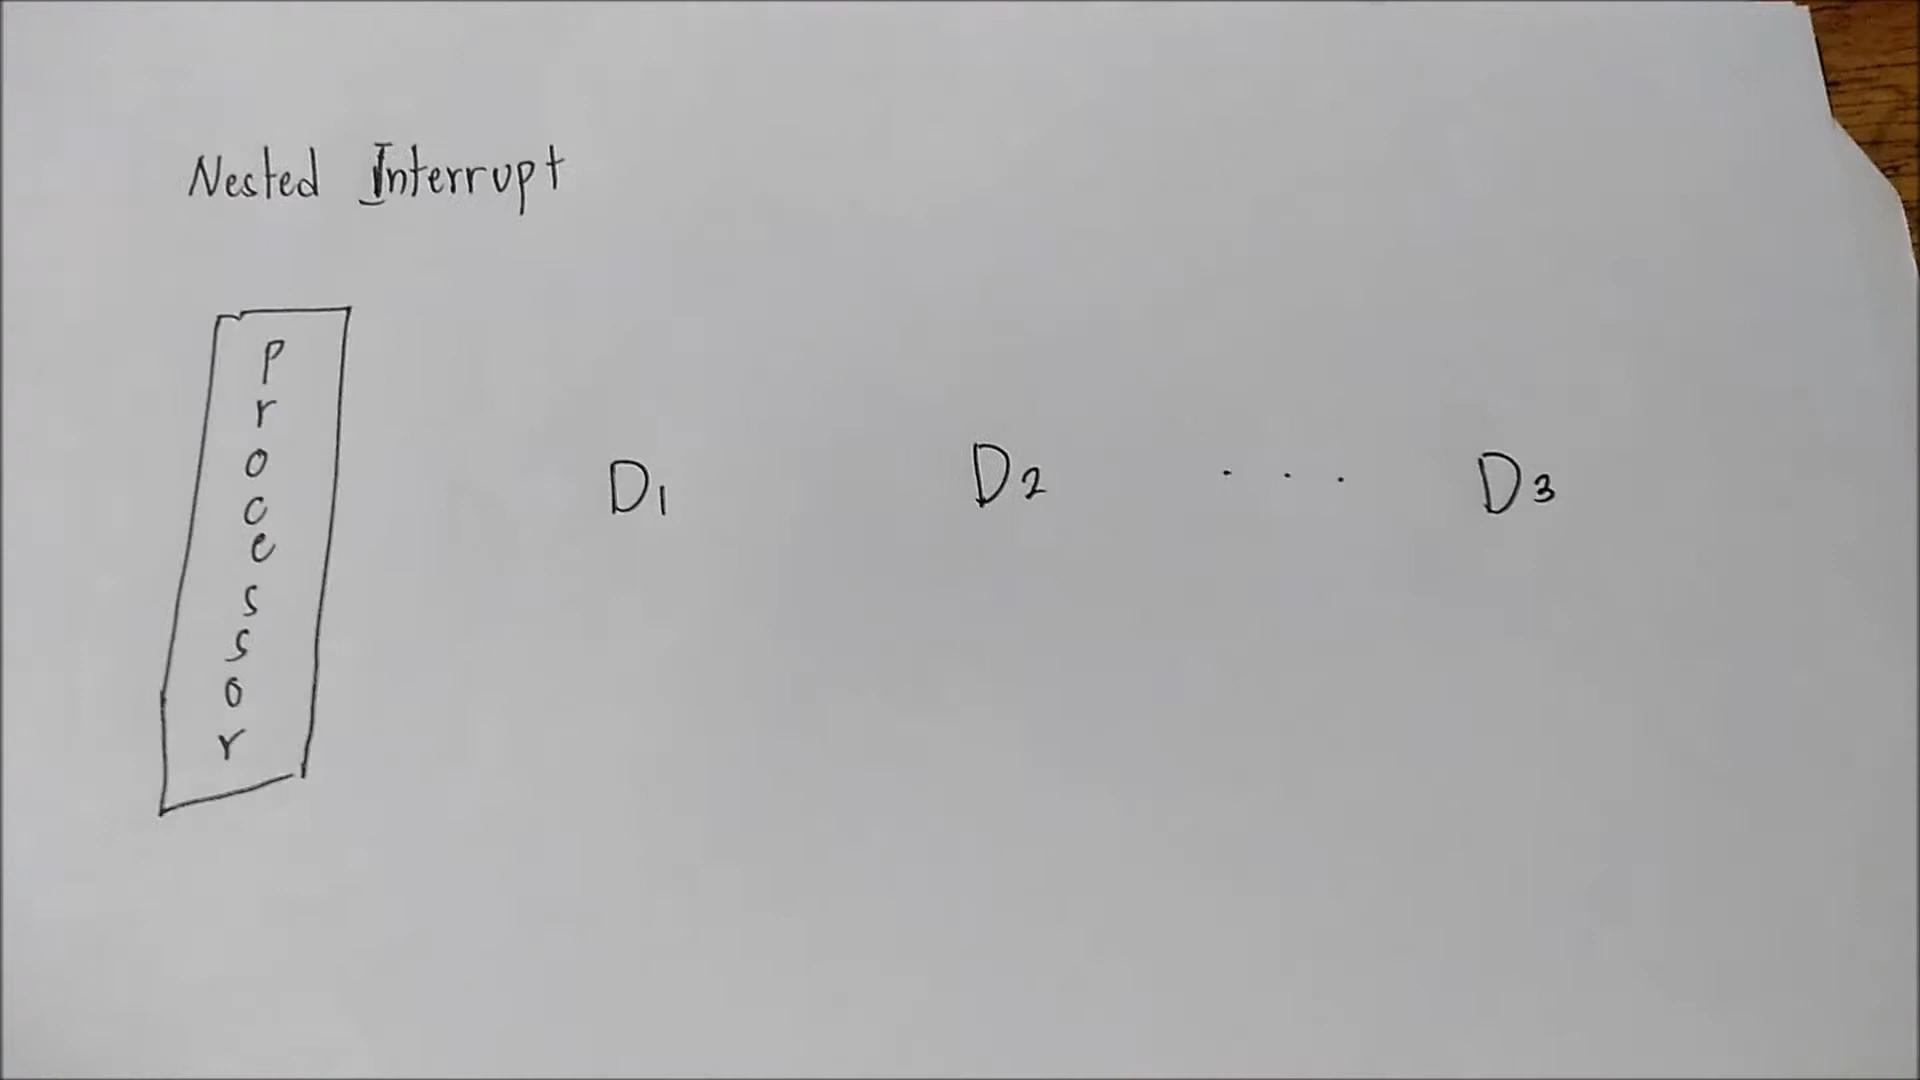 Nested Interrupt
Processor
D1 D2 ... D3